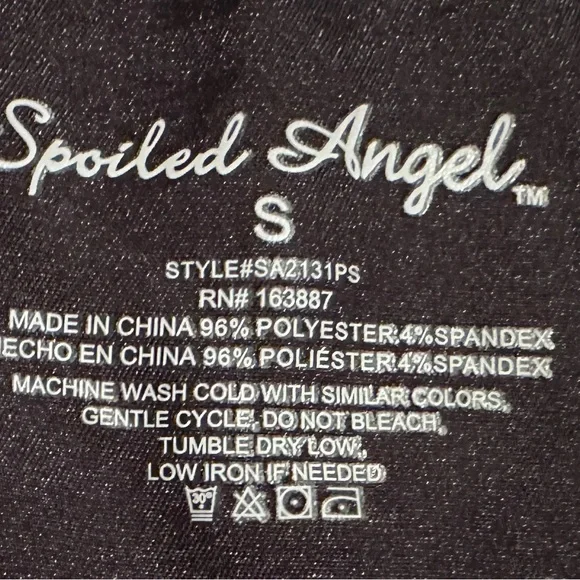 Spoiled Angel™
S
STYLE#SA2131PS
RN# 163887
MADE IN CHINA 96% POLYESTER,4%SPANDEX
ECHO EN CHINA 96% POLIÉSTER,4%SPANDEX
MACHINE WASH COLD WITH SIMILAR COLORS,
GENTLE CYCLE, DO NOT BLEACH,
TUMBLE DRY LOW,
LOW IRON IF NEEDED
30°